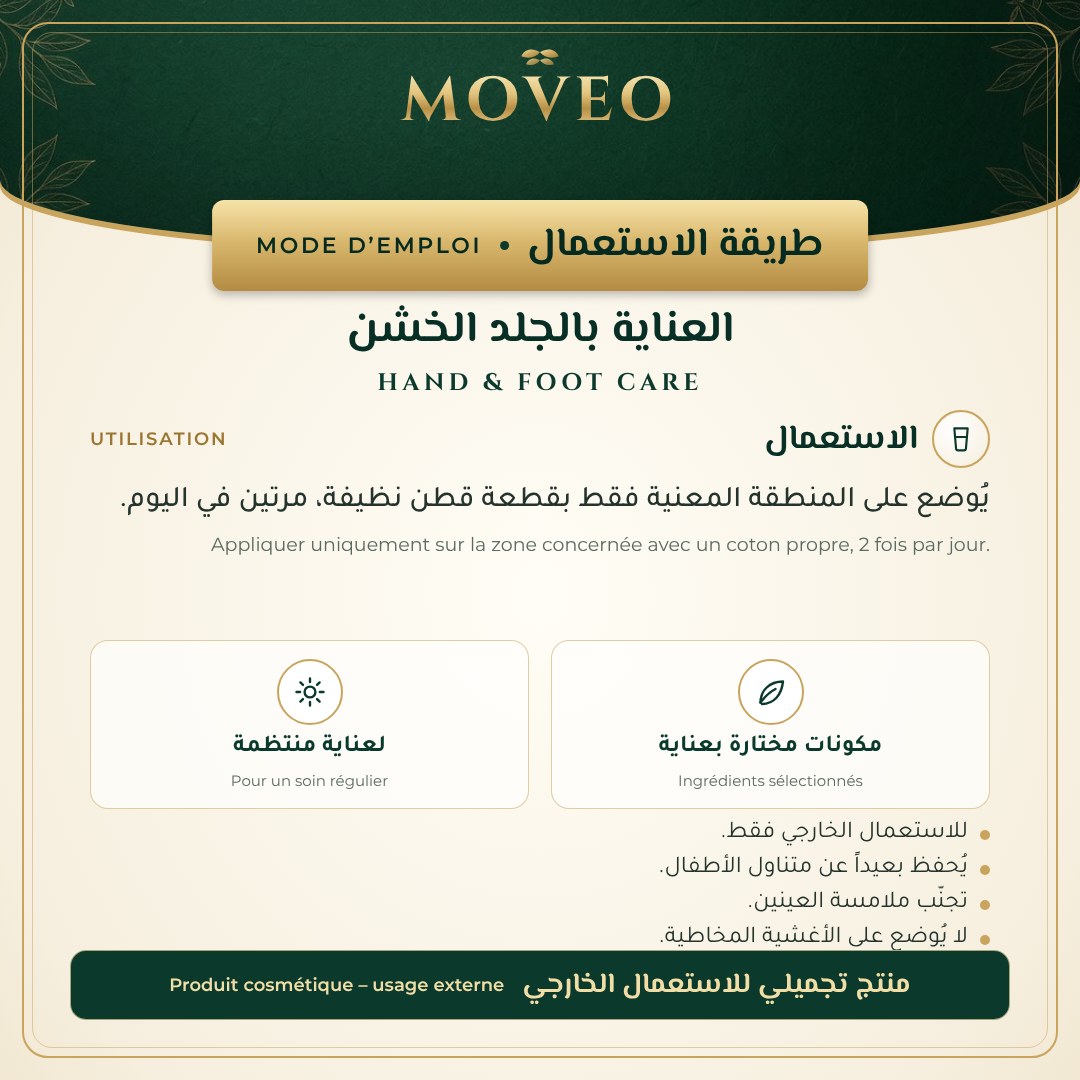 MOVEO
طريقة الاستعمال • MODE D’EMPLOI
العناية بالجلد الخشن
HAND & FOOT CARE
الاستعمال
UTILISATION
يُوضع على المنطقة المعنية فقط بقطعة قطن نظيفة، مرتين في اليوم.
Appliquer uniquement sur la zone concernée avec un coton propre, 2 fois par jour.
مكونات مختارة بعناية
Ingrédients sélectionnés
لعناية منتظمة
Pour un soin régulier
للاستعمال الخارجي فقط.
يُحفظ بعيداً عن متناول الأطفال.
تجنّب ملامسة العينين.
لا يُوضع على الأغشية المخاطية.
منتج تجميلي للاستعمال الخارجي Produit cosmétique – usage externe